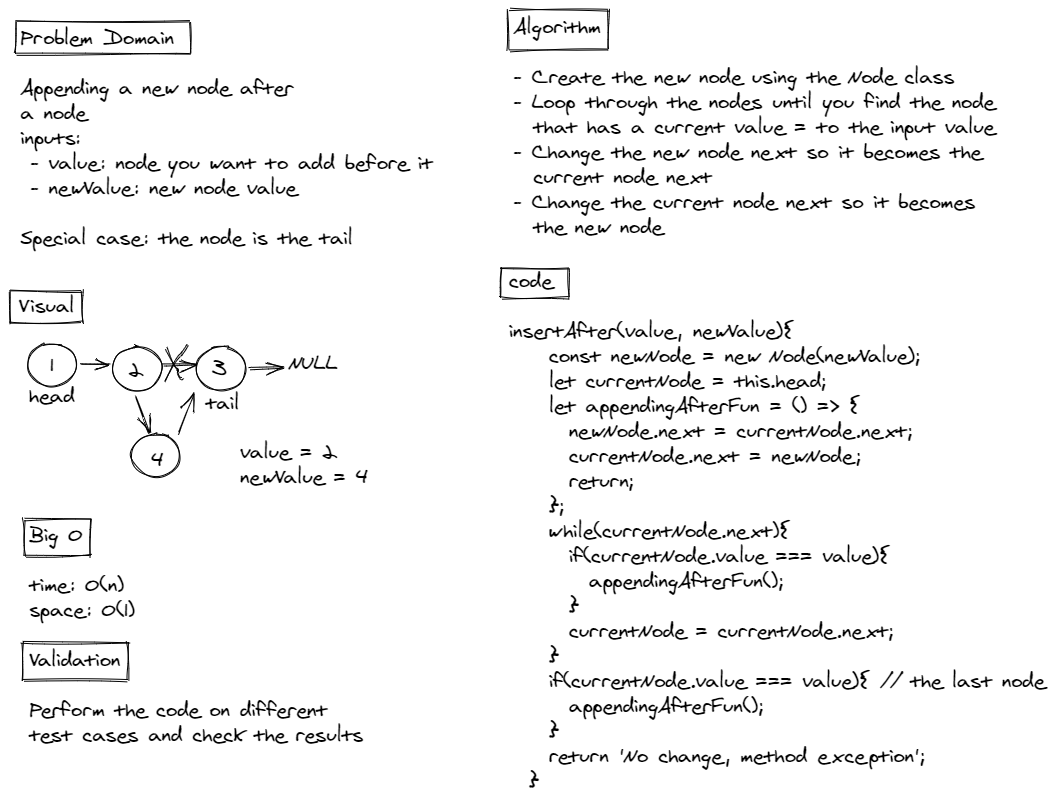 Problem Domain
Appending a new node after
a node
inputs:
- value: node you want to add before it
- newValue: new node value
Special case: the node is the tail
Visual
1
2
3
NULL
head
tail
4
value = 2
newValue = 4
Big O
time: O(n)
space: O(1)
Validation
Perform the code on different
test cases and check the results
Algorithm
- Create the new node using the Node class
- Loop through the nodes until you find the node
that has a current value = to the input value
- Change the new node next so it becomes the
current node next
- Change the current node next so it becomes
the new node
code
insertAfter(value, newValue){
const newNode = new Node(newValue);
let currentNode = this.head;
let appendingAfterFun = () => {
newNode.next = currentNode.next;
currentNode.next = newNode;
return;
};
while(currentNode.next){
if(currentNode.value === value){
appendingAfterFun();
}
currentNode = currentNode.next;
}
if(currentNode.value === value){ // the last node
appendingAfterFun();
}
return 'No change, method exception';
}